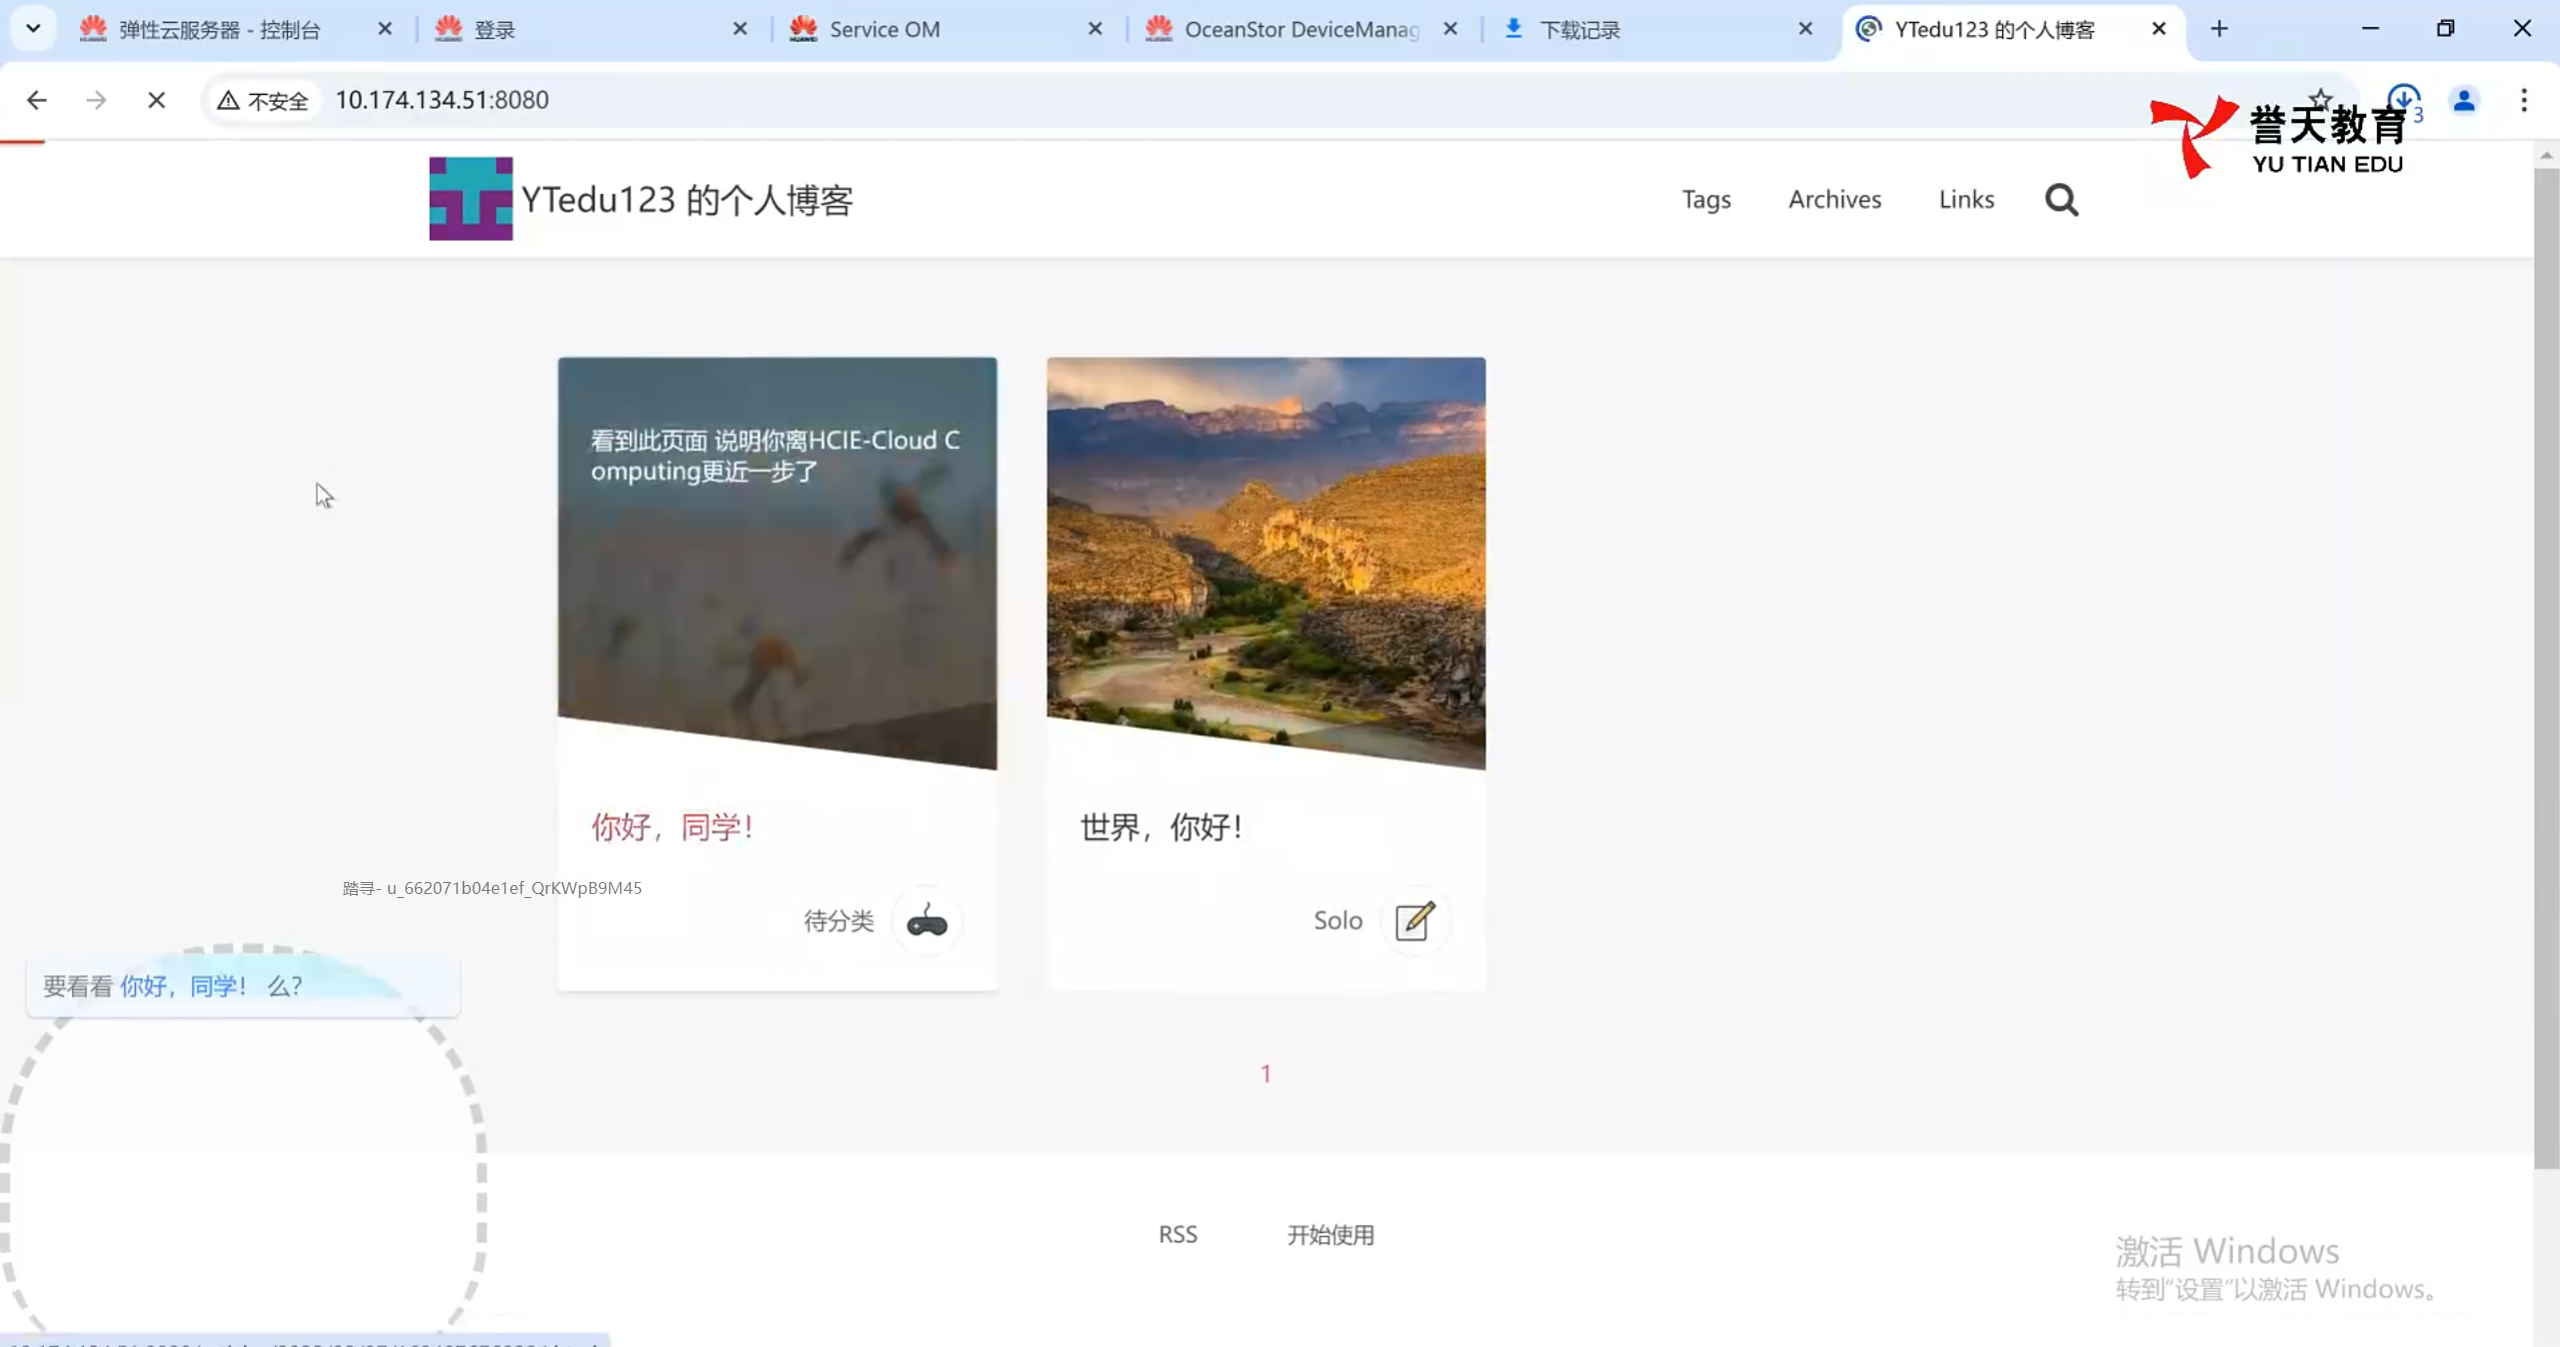 弹性云服务器 - 控制台
登录
Service OM
OceanStor DeviceManag
下载记录
YTedu123 的个人博客
不安全
10.174.134.51:8080
3
誉天教育
YU TIAN EDU
YTedu123 的个人博客
Tags
Archives
Links
看到此页面 说明你离HCIE-Cloud C
omputing更近一步了
你好，同学！
世界，你好！
踏寻- u_662071b04e1ef_QrKWpB9M45
待分类
Solo
要看看 你好，同学！ 么？
1
RSS
开始使用
激活 Windows
转到“设置”以激活 Windows。